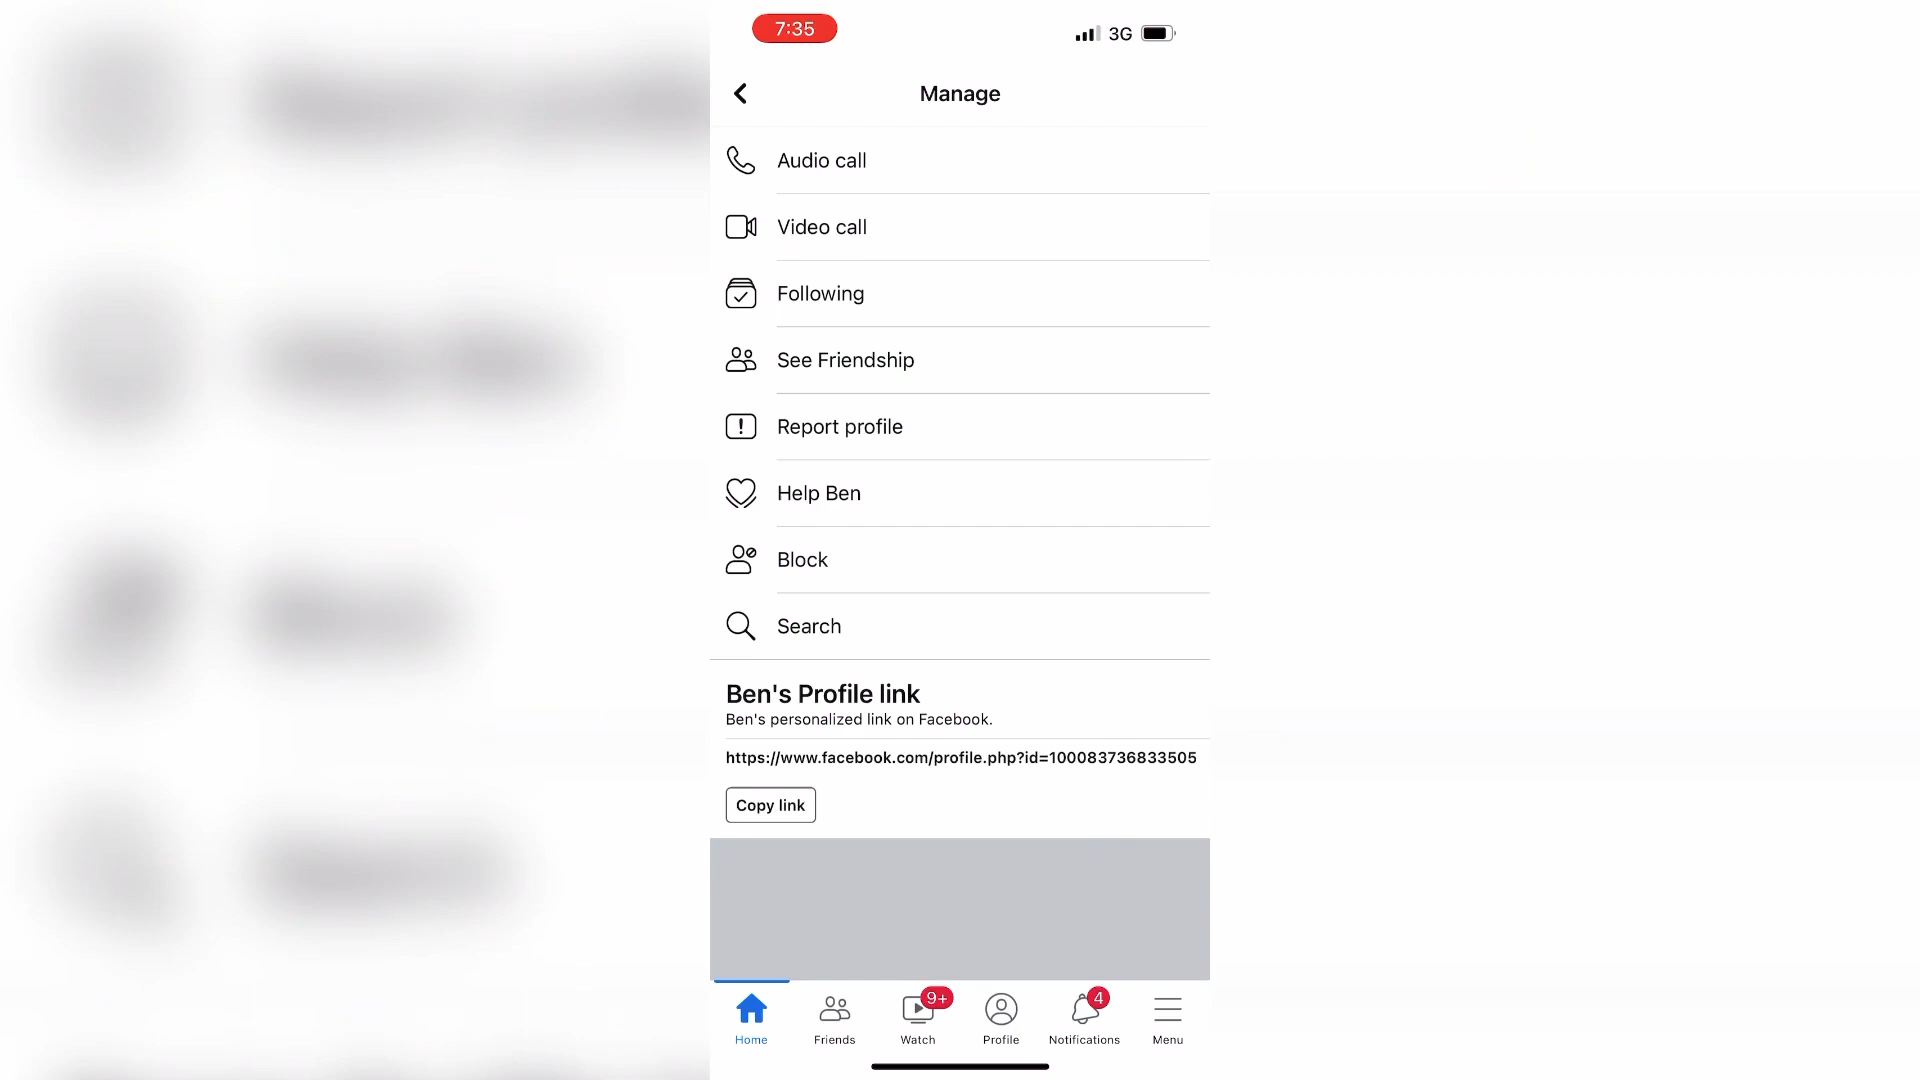 7:35
3G
Manage
Audio call
Video call
Following
See Friendship
Report profile
Help Ben
Block
Search
Ben's Profile link
Ben's personalized link on Facebook.
https://www.facebook.com/profile.php?id=100083736833505
Copy link
9+
4
Home
Friends
Watch
Profile
Notifications
Menu